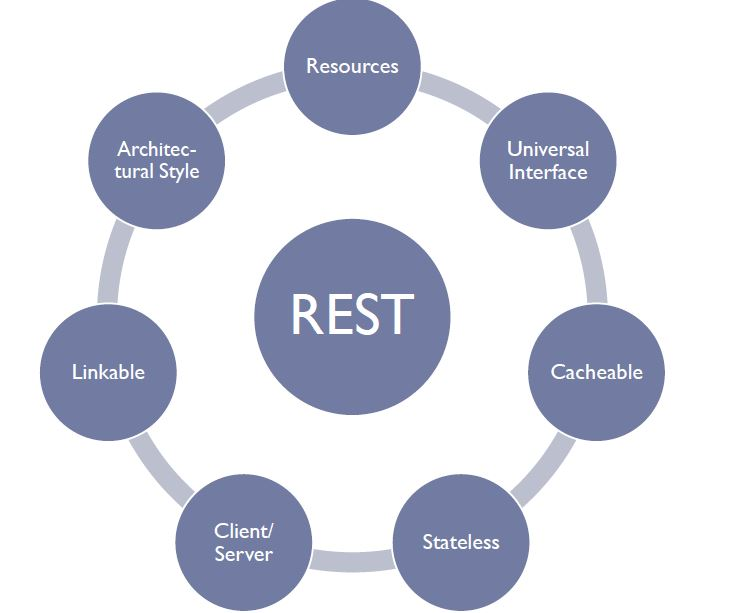 Resources
Universal
Interface
Cacheable
Stateless
Client/
Server
Linkable
Architec-
tural Style
REST